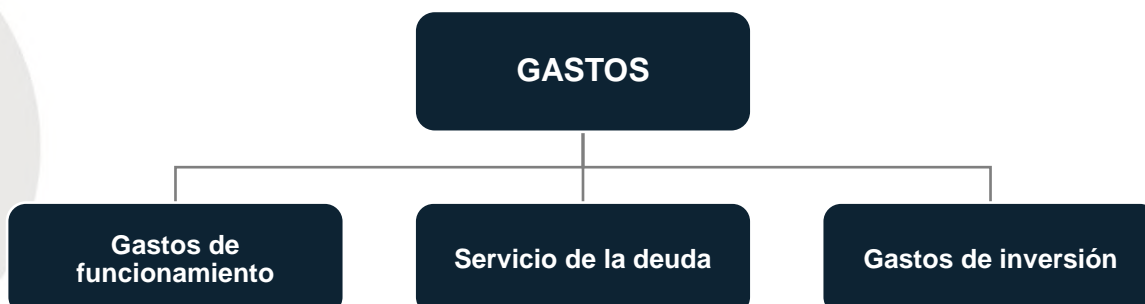 GASTOS
Gastos de
funcionamiento
Servicio de la deuda
Gastos de inversión